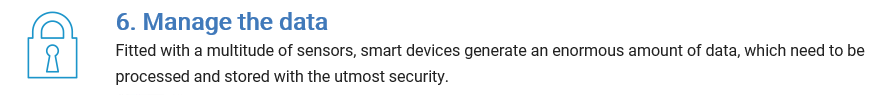 6. Manage the data
Fitted with a multitude of sensors, smart devices generate an enormous amount of data, which need to be
processed and stored with the utmost security.